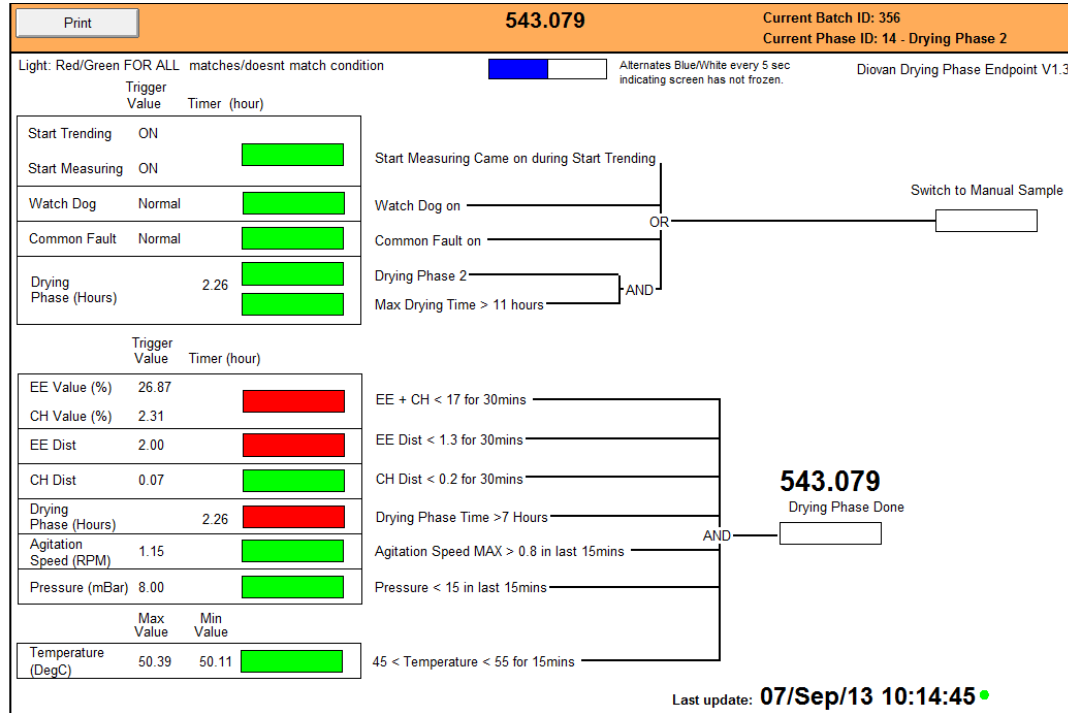 Print
543.079
Current Batch ID: 356
Current Phase ID: 14 - Drying Phase 2
Light: Red/Green FOR ALL matches/doesnt match condition
Alternates Blue/White every 5 sec
indicating screen has not frozen.
Diovan Drying Phase Endpoint V1.3
Trigger
Value Timer (hour)
Start Trending ON
Start Measuring ON
Start Measuring Came on during Start Trending
Watch Dog Normal
Watch Dog on
Common Fault Normal
Common Fault on
OR
Switch to Manual Sample
Drying
Phase (Hours) 2.26
Drying Phase 2
Max Drying Time > 11 hours
AND
Trigger
Value Timer (hour)
EE Value (%) 26.87
CH Value (%) 2.31
EE + CH < 17 for 30mins
EE Dist 2.00
EE Dist < 1.3 for 30mins
CH Dist 0.07
CH Dist < 0.2 for 30mins
Drying
Phase (Hours) 2.26
Drying Phase Time >7 Hours
Agitation
Speed (RPM) 1.15
Agitation Speed MAX > 0.8 in last 15mins
Pressure (mBar) 8.00
Pressure < 15 in last 15mins
AND
543.079
Drying Phase Done
Max
Value
Min
Value
Temperature
(DegC) 50.39 50.11
45 < Temperature < 55 for 15mins
Last update: 07/Sep/13 10:14:45